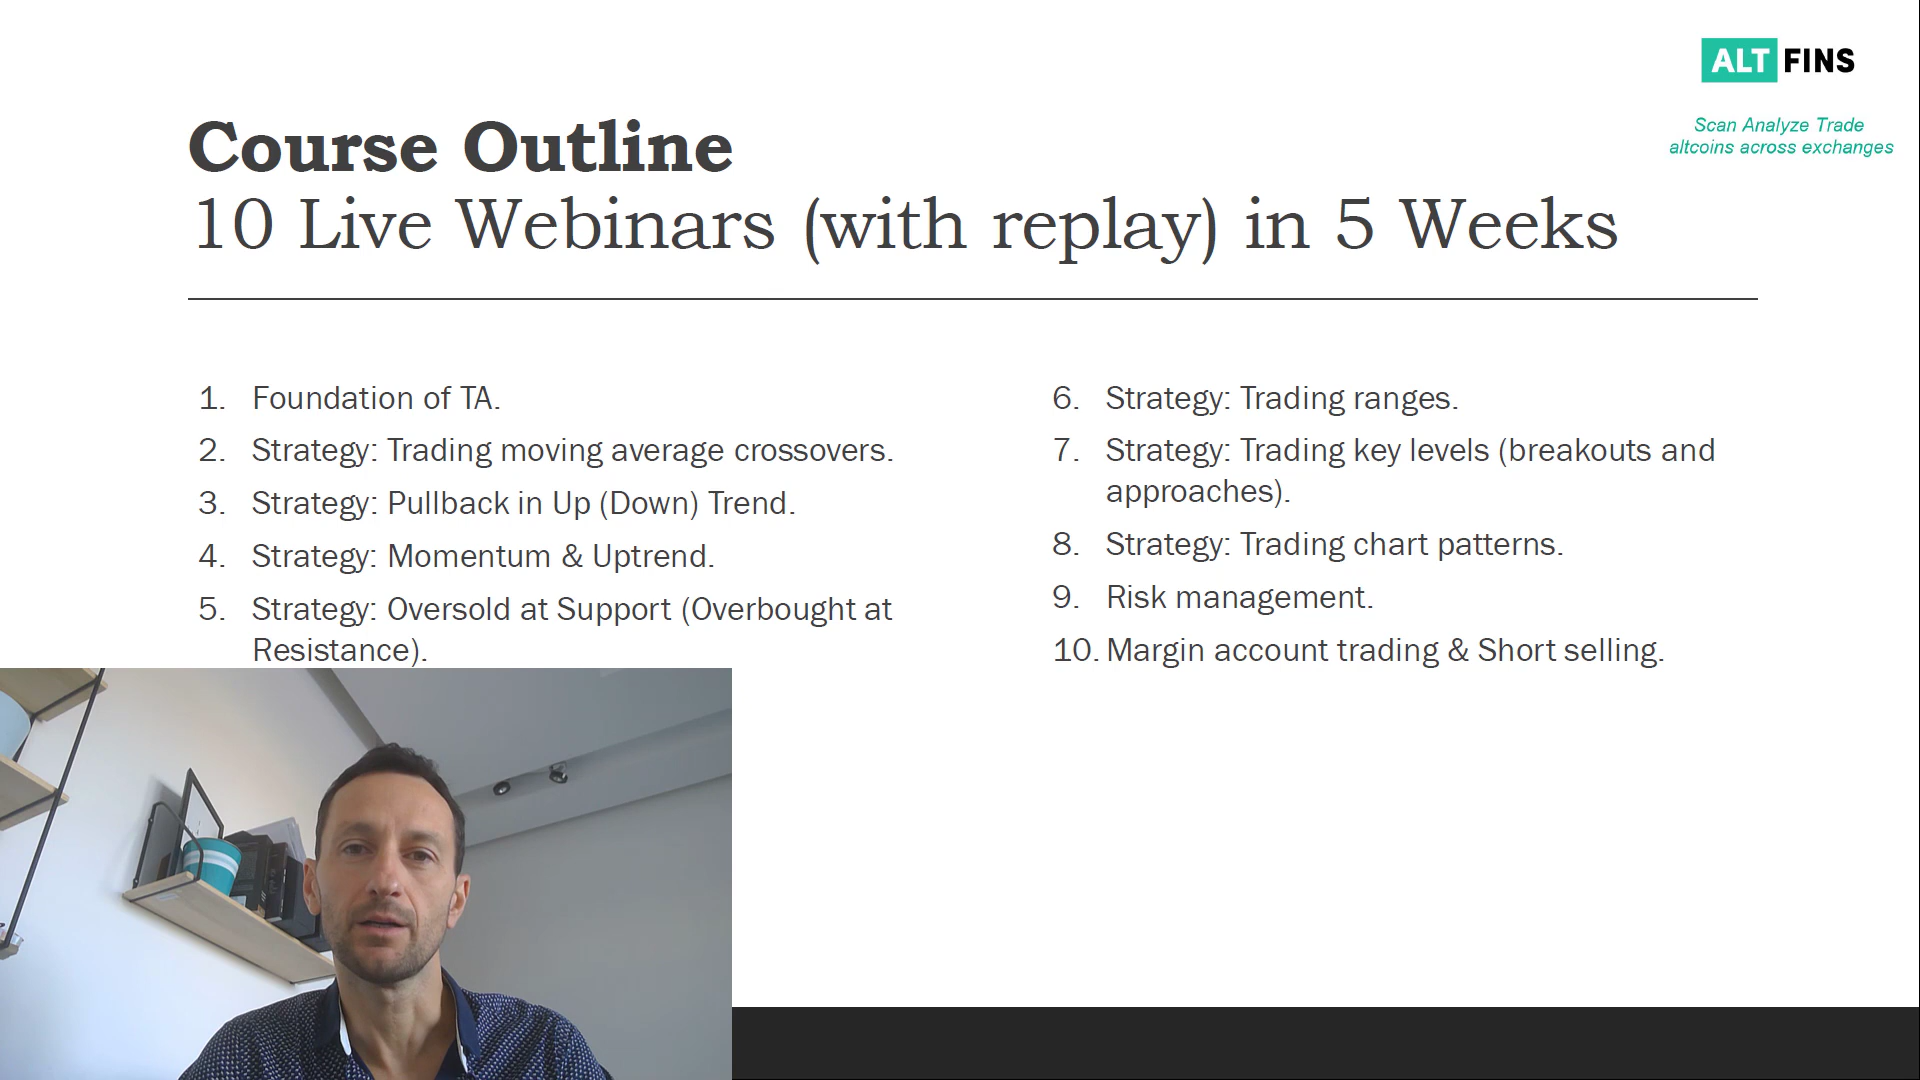 ALT FINS
Scan Analyze Trade
altcoins across exchanges
Course Outline
10 Live Webinars (with replay) in 5 Weeks
1. Foundation of TA.
2. Strategy: Trading moving average crossovers.
3. Strategy: Pullback in Up (Down) Trend.
4. Strategy: Momentum & Uptrend.
5. Strategy: Oversold at Support (Overbought at
Resistance).
6. Strategy: Trading ranges.
7. Strategy: Trading key levels (breakouts and
approaches).
8. Strategy: Trading chart patterns.
9. Risk management.
10. Margin account trading & Short selling.